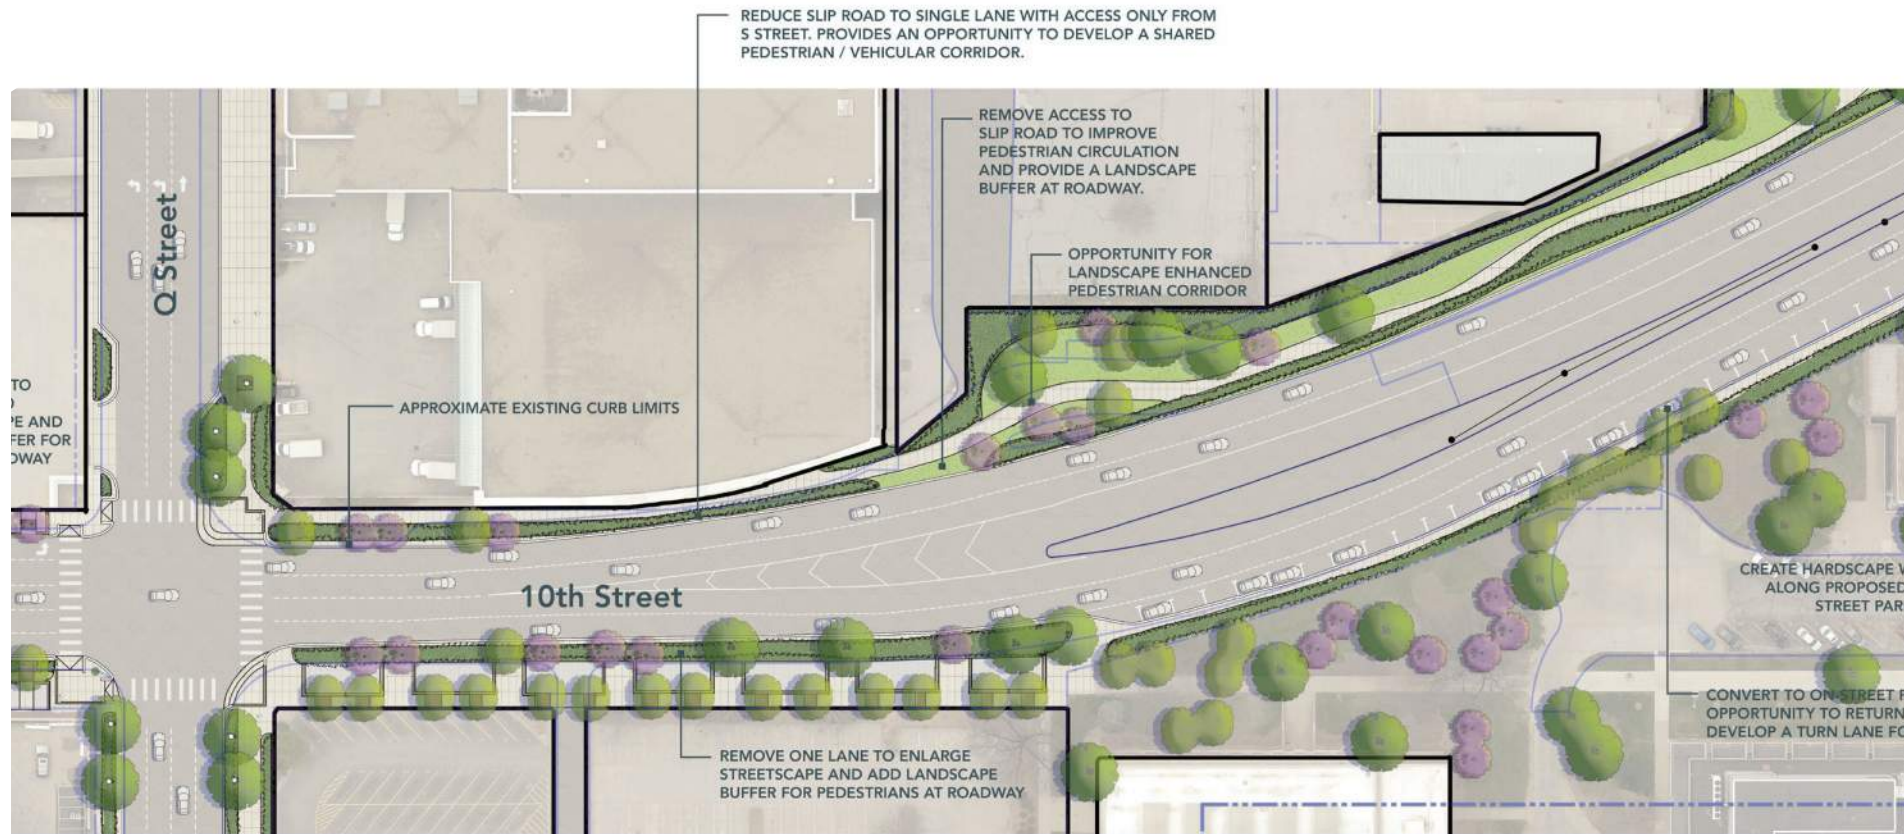 REDUCE SLIP ROAD TO SINGLE LANE WITH ACCESS ONLY FROM
S STREET. PROVIDES AN OPPORTUNITY TO DEVELOP A SHARED
PEDESTRIAN / VEHICULAR CORRIDOR.
REMOVE ACCESS TO
SLIP ROAD TO IMPROVE
PEDESTRIAN CIRCULATION
AND PROVIDE A LANDSCAPE
BUFFER AT ROADWAY.
Q Street
OPPORTUNITY FOR
LANDSCAPE ENHANCED
PEDESTRIAN CORRIDOR
TO
PE AND
FER FOR
DWAY
APPROXIMATE EXISTING CURB LIMITS
10th Street
CREATE HARDSCAPE
ALONG PROPOSED
STREET PAR
CONVERT TO ON-STREET
OPPORTUNITY TO RETURN
DEVELOP A TURN LANE FO
REMOVE ONE LANE TO ENLARGE
STREETSCAPE AND ADD LANDSCAPE
BUFFER FOR PEDESTRIANS AT ROADWAY